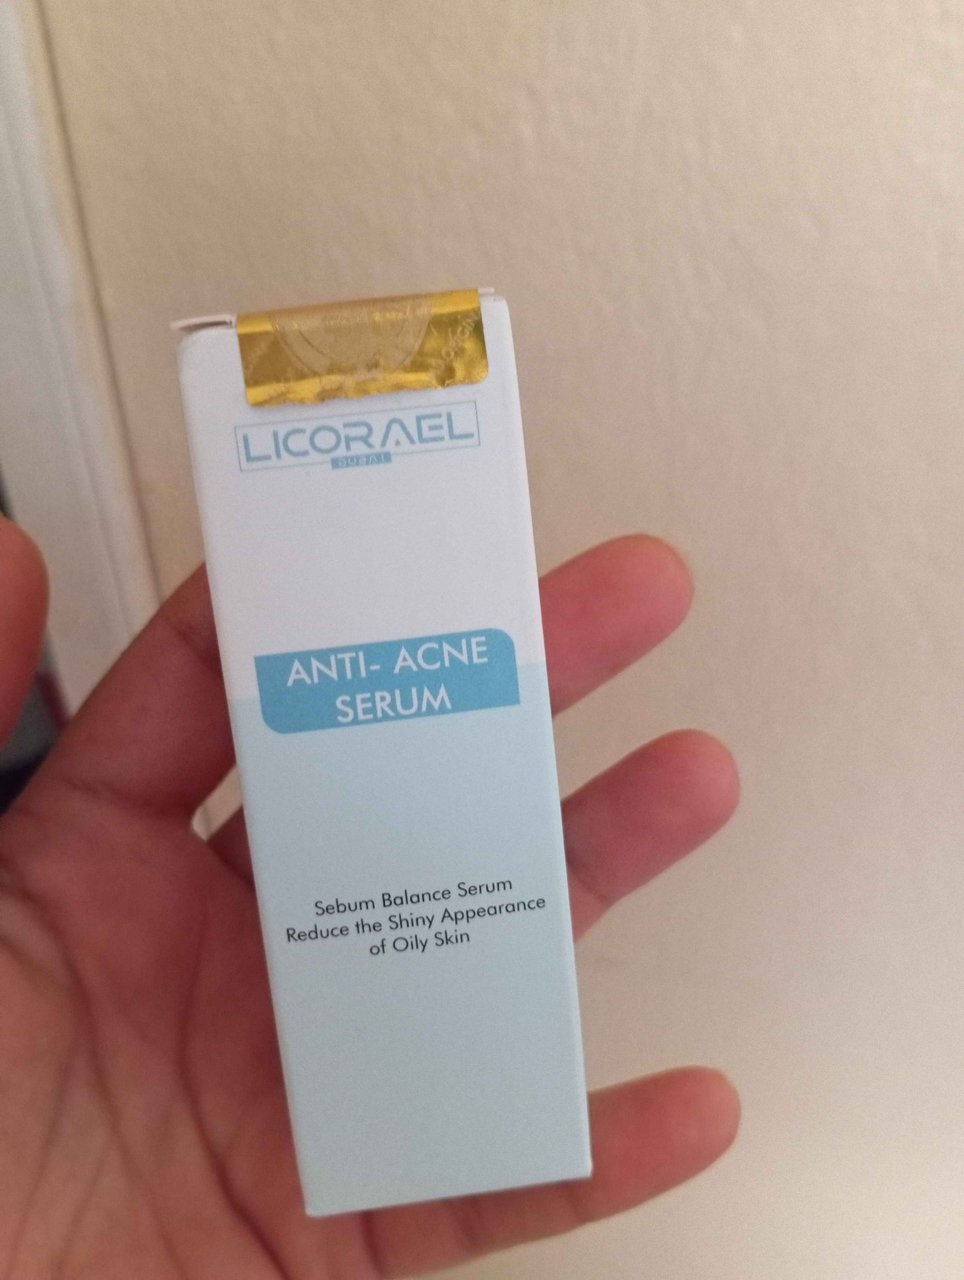 LICORAEL
DUBAI
ANTI- ACNE
SERUM
Sebum Balance Serum
Reduce the Shiny Appearance
of Oily Skin